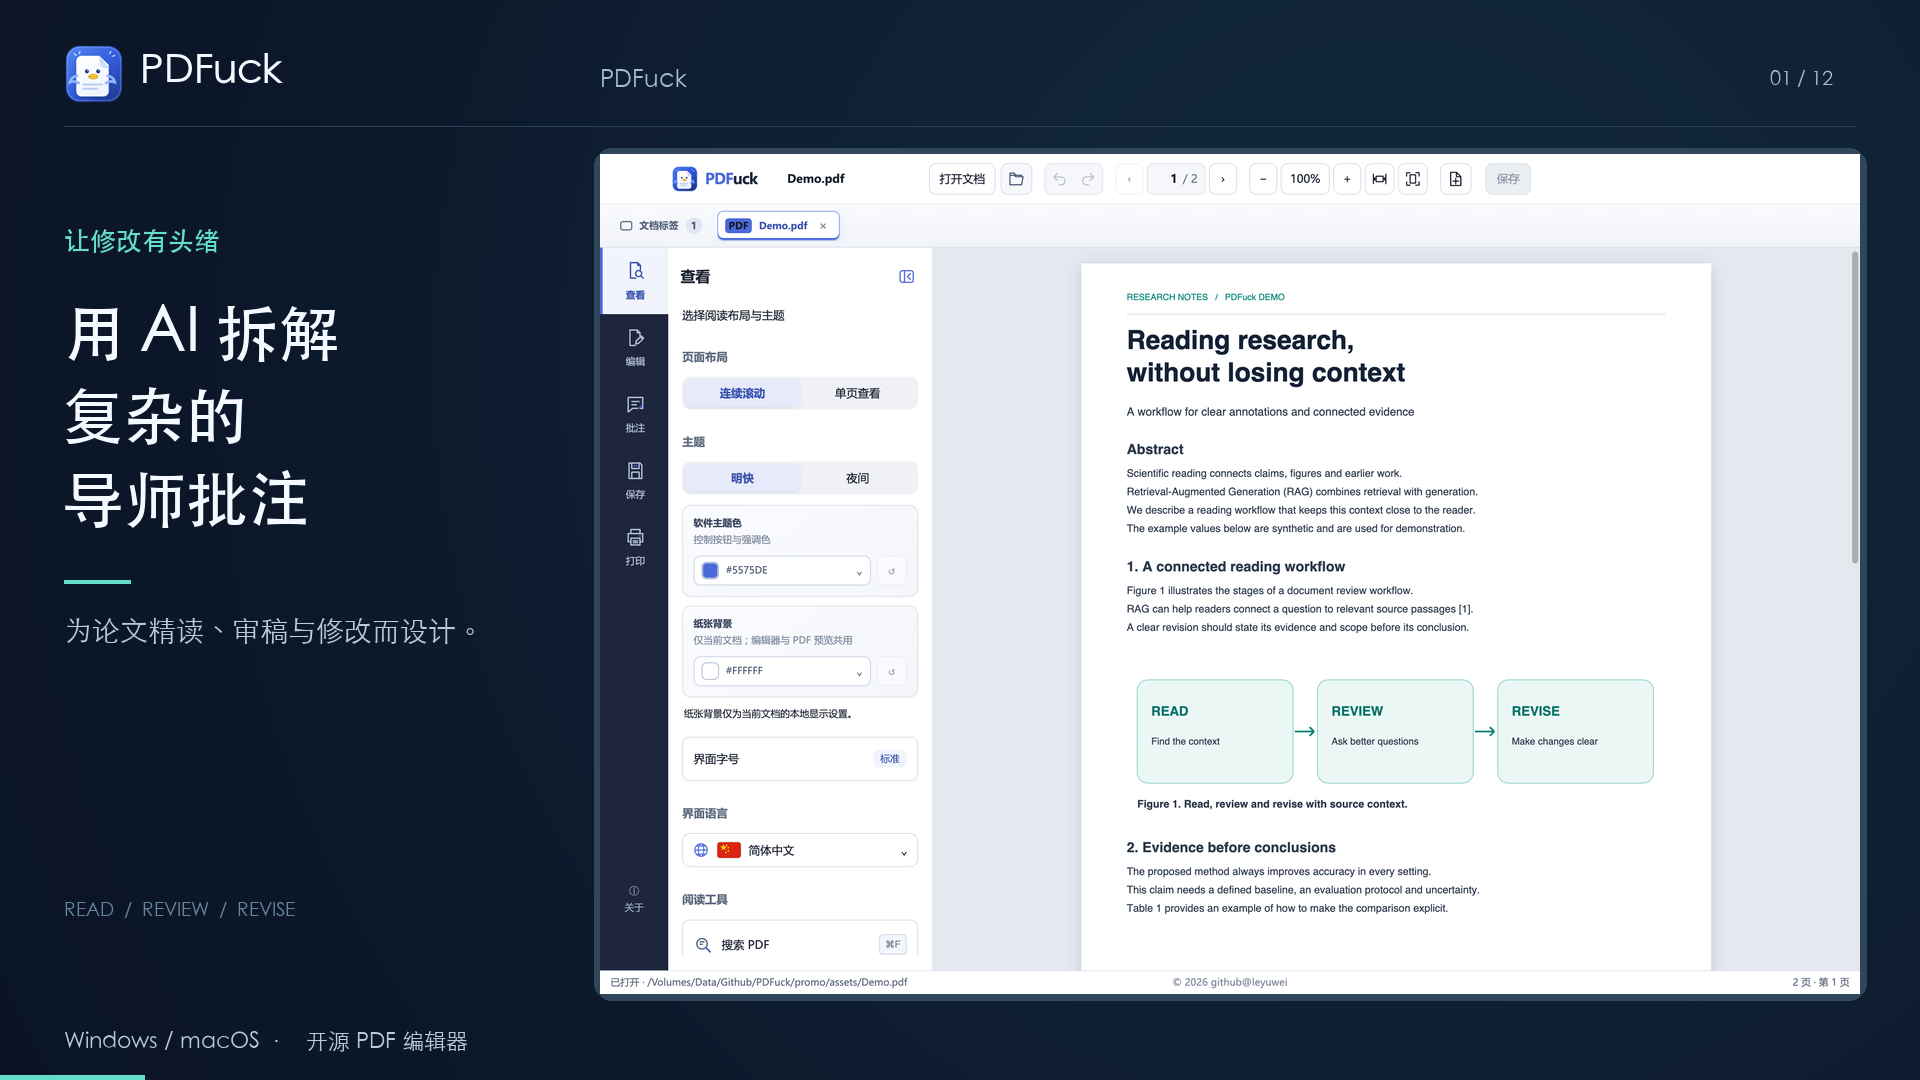 PDFuck
PDFuck
01 / 12
让修改有头绪
用 AI 拆解
复杂的
导师批注
为论文精读、审稿与修改而设计。
READ / REVIEW / REVISE
Windows / macOS · 开源 PDF 编辑器
PDFuck Demo.pdf 打开文档 ‹ 1 / 2 › − 100% + 保存
文档标签 1 PDF Demo.pdf ×
查看
编辑
批注
保存
打印
关于
查看
选择阅读布局与主题
页面布局
连续滚动 单页查看
主题
明快 夜间
软件主题色
控制按钮与强调色
#5575DE ↺
纸张背景
仅当前文档；编辑器与 PDF 预览共用
#FFFFFF ↺
纸张背景仅为当前文档的本地显示设置。
界面字号 标准
界面语言
简体中文
阅读工具
搜索 PDF ⌘F
RESEARCH NOTES / PDFuck DEMO
Reading research,
without losing context
A workflow for clear annotations and connected evidence
Abstract
Scientific reading connects claims, figures and earlier work.
Retrieval-Augmented Generation (RAG) combines retrieval with generation.
We describe a reading workflow that keeps this context close to the reader.
The example values below are synthetic and are used for demonstration.
1. A connected reading workflow
Figure 1 illustrates the stages of a document review workflow.
RAG can help readers connect a question to relevant source passages [1].
A clear revision should state its evidence and scope before its conclusion.
READ → REVIEW → REVISE
Find the context Ask better questions Make changes clear
Figure 1. Read, review and revise with source context.
2. Evidence before conclusions
The proposed method always improves accuracy in every setting.
This claim needs a defined baseline, an evaluation protocol and uncertainty.
Table 1 provides an example of how to make the comparison explicit.
已打开 · /Volumes/Data/Github/PDFuck/promo/assets/Demo.pdf © 2026 github@leyuwei 2 页 · 第 1 页